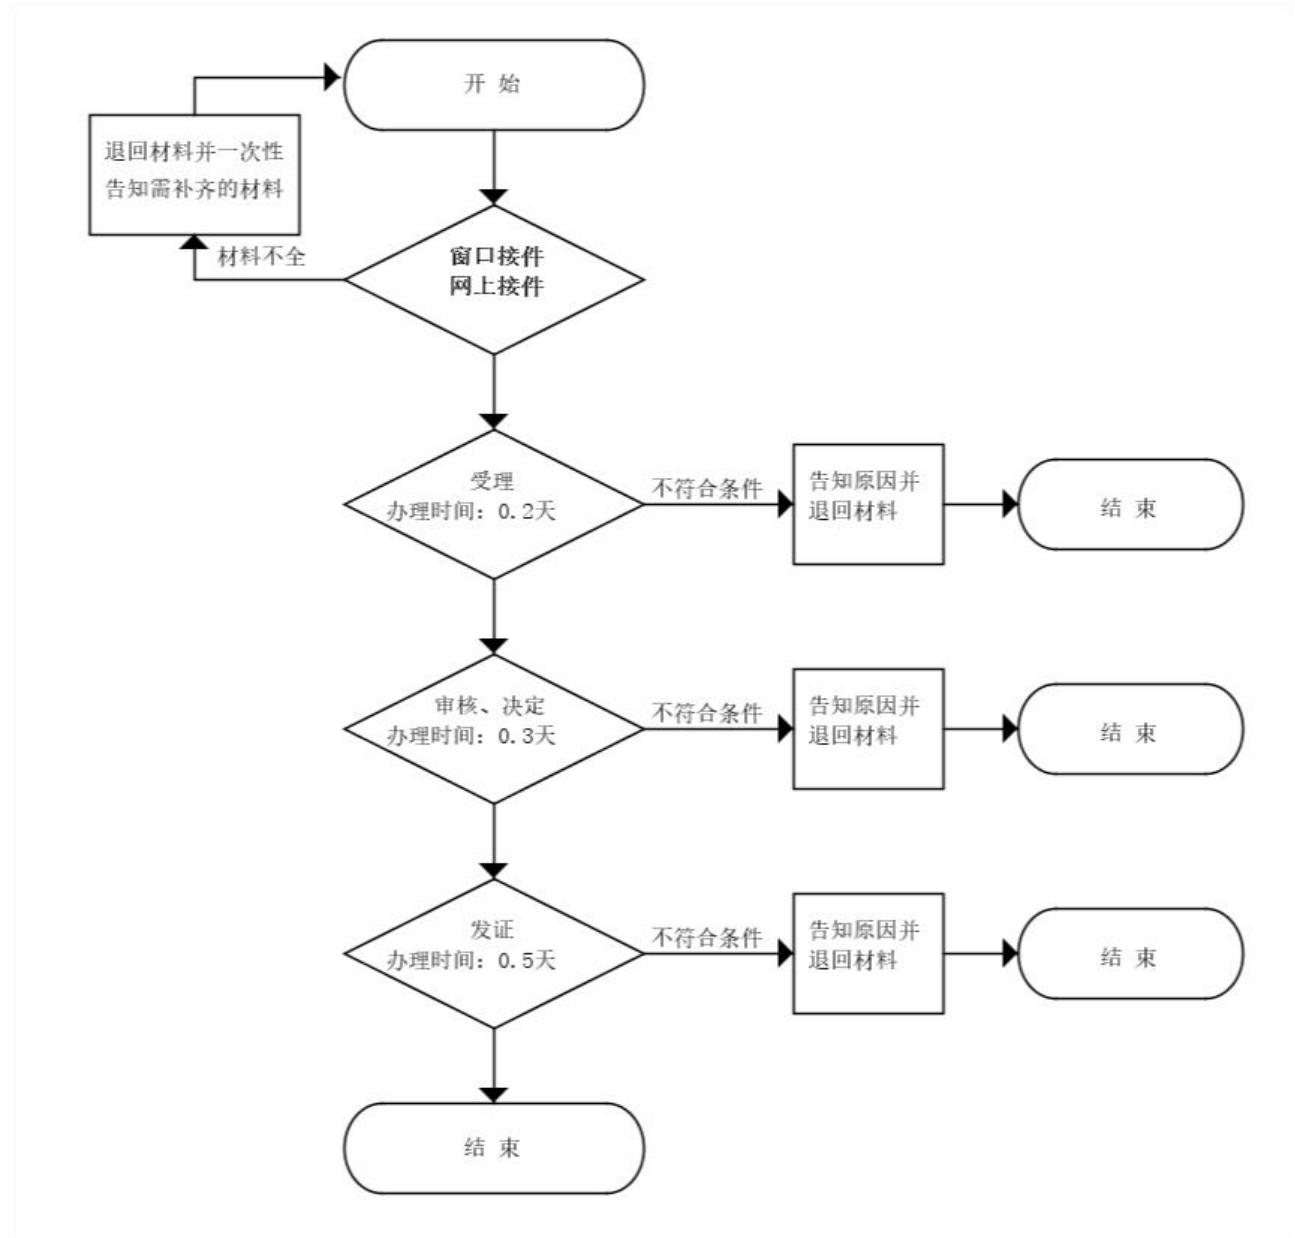 开 始
退回材料并一次性
告知需补齐的材料
材料不全
窗口接件
网上接件
受理
办理时间：0.2天
不符合条件
告知原因并
退回材料
结 束
审核、决定
办理时间：0.3天
不符合条件
告知原因并
退回材料
结 束
发证
办理时间：0.5天
不符合条件
告知原因并
退回材料
结 束
结 束